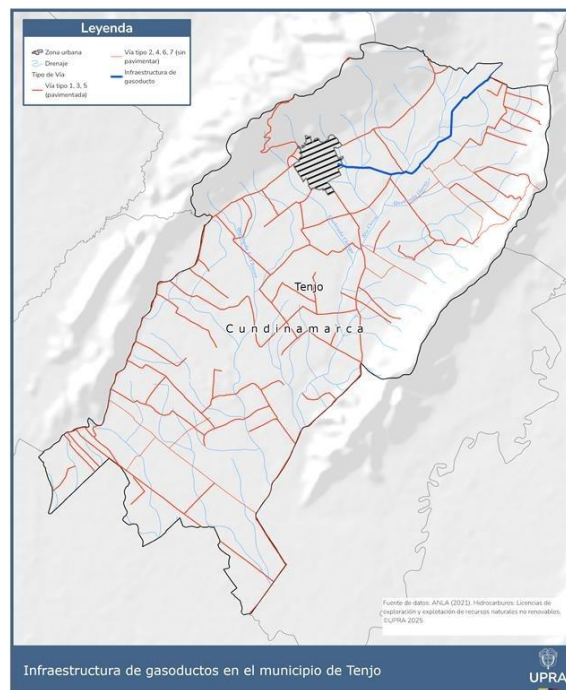 Leyenda
Zona urbana
Drenaje
Tipo de Vía
Vía tipo 1, 3, 5
(pavimentada)
Vía tipo 2, 4, 6, 7 (sin
pavimentar)
Infraestructura de
gasoducto
Tenjo
Cundinamarca
Fuente de datos: ANLA (2021). Hidrocarburos: Licencias de
exploración y explotación de recursos naturales no renovables.
©UPRA 2025
Infraestructura de gasoductos en el municipio de Tenjo
UPRA